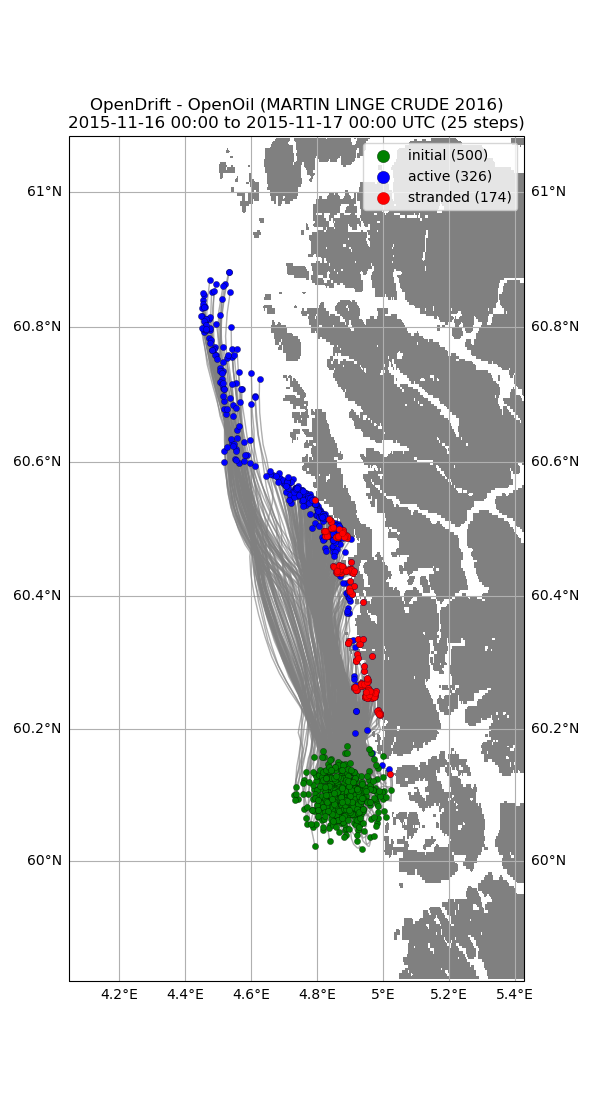 OpenDrift - OpenOil (MARTIN LINGE CRUDE 2016)
2015-11-16 00:00 to 2015-11-17 00:00 UTC (25 steps)
initial (500)
active (326)
stranded (174)
61°N 61°N
60.8°N 60.8°N
60.6°N 60.6°N
60.4°N 60.4°N
60.2°N 60.2°N
60°N 60°N
4.2°E 4.4°E 4.6°E 4.8°E 5°E 5.2°E 5.4°E